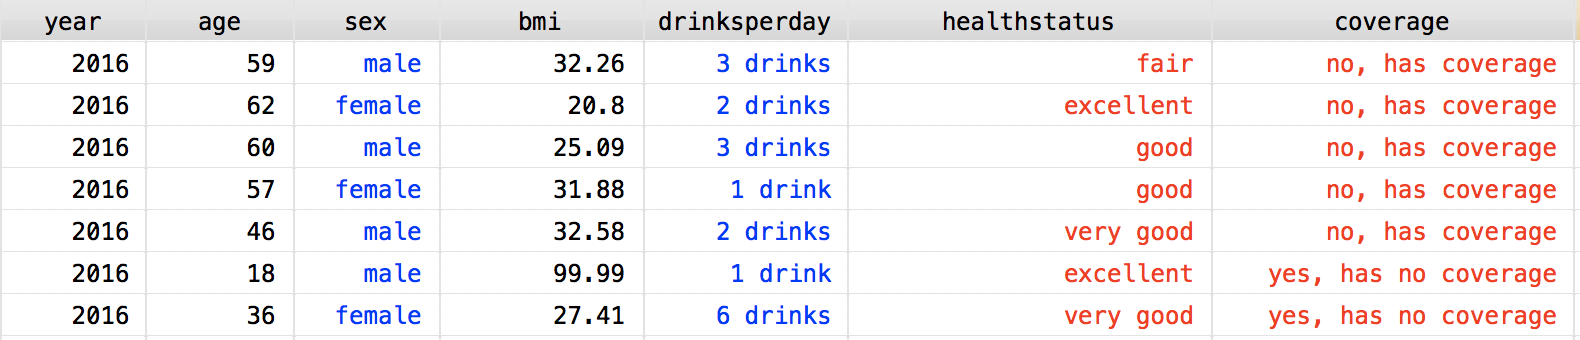 year age sex bmi drinksperday healthstatus coverage
2016 59 male 32.26 3 drinks fair no, has coverage
2016 62 female 20.8 2 drinks excellent no, has coverage
2016 60 male 25.09 3 drinks good no, has coverage
2016 57 female 31.88 1 drink good no, has coverage
2016 46 male 32.58 2 drinks very good no, has coverage
2016 18 male 99.99 1 drink excellent yes, has no coverage
2016 36 female 27.41 6 drinks very good yes, has no coverage